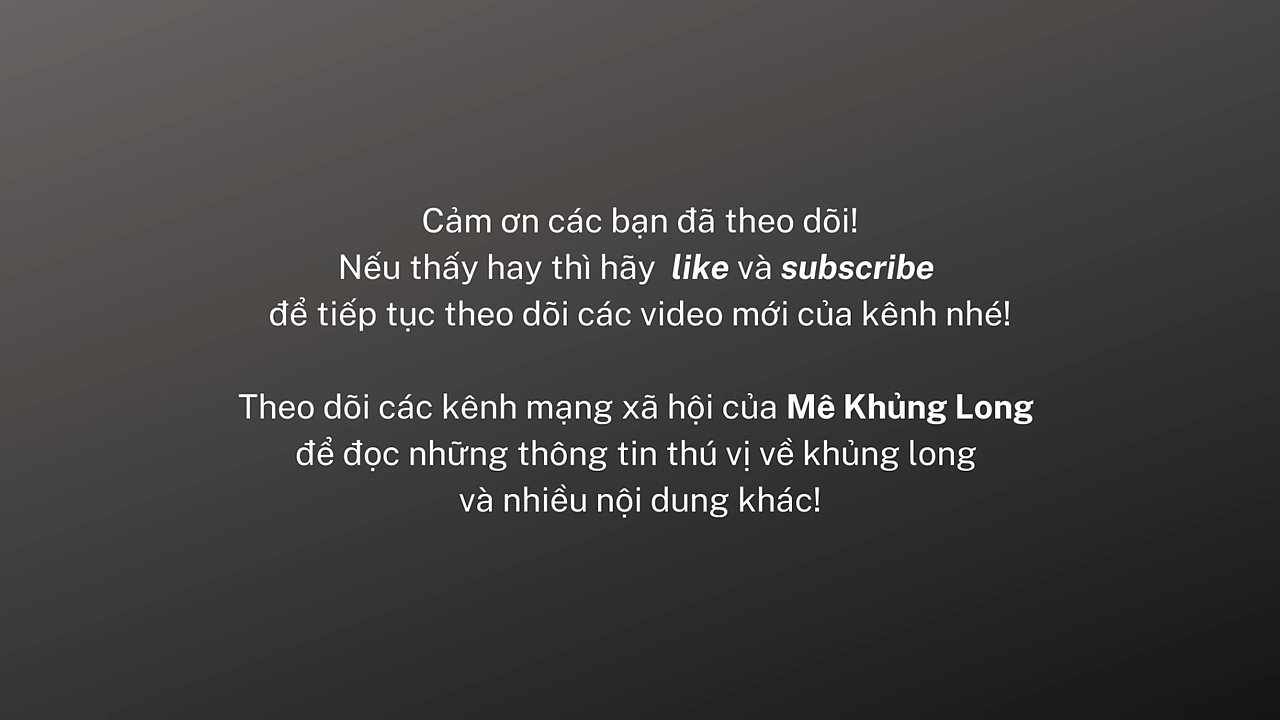 Cảm ơn các bạn đã theo dõi!
Nếu thấy hay thì hãy like và subscribe
để tiếp tục theo dõi các video mới của kênh nhé!
Theo dõi các kênh mạng xã hội của Mê Khủng Long
để đọc những thông tin thú vị về khủng long
và nhiều nội dung khác!